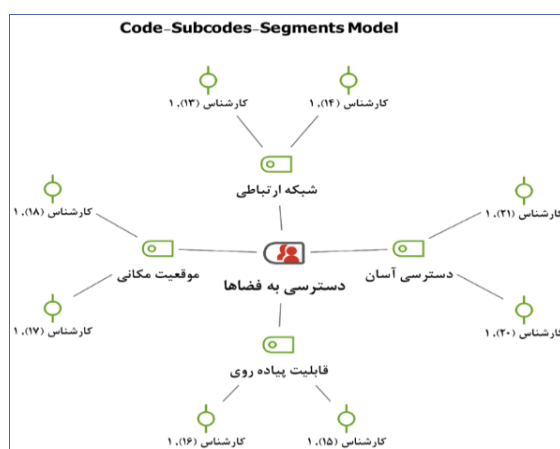 Code-Subcodes-Segments Model
کارشناس (۱۳)، ۱
کارشناس (۱۴)، ۱
شبکه ارتباطی
کارشناس (۱۸)، ۱
کارشناس (۲۱)، ۱
موقعیت مکانی
دسترسی به فضاها
دسترسی آسان
کارشناس (۱۷)، ۱
کارشناس (۲۰)، ۱
قابلیت پیاده روی
کارشناس (۱۶)، ۱
کارشناس (۱۵)، ۱